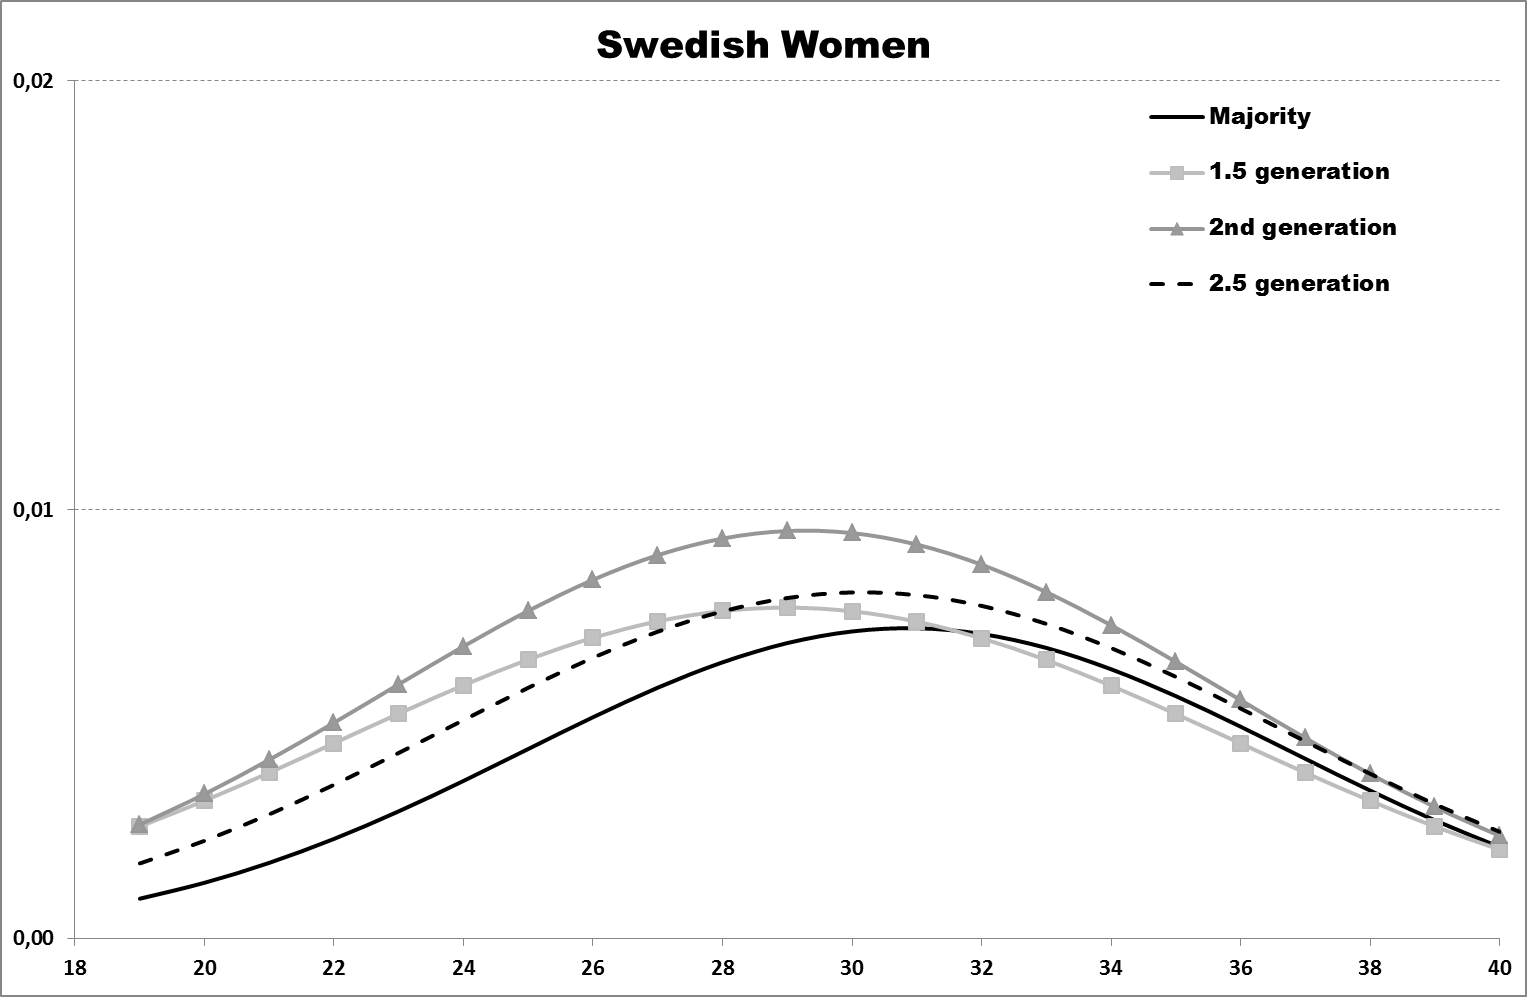 Swedish Women
0,02
Majority
1.5 generation
2nd generation
2.5 generation
0,01
0,00
18 20 22 24 26 28 30 32 34 36 38 40